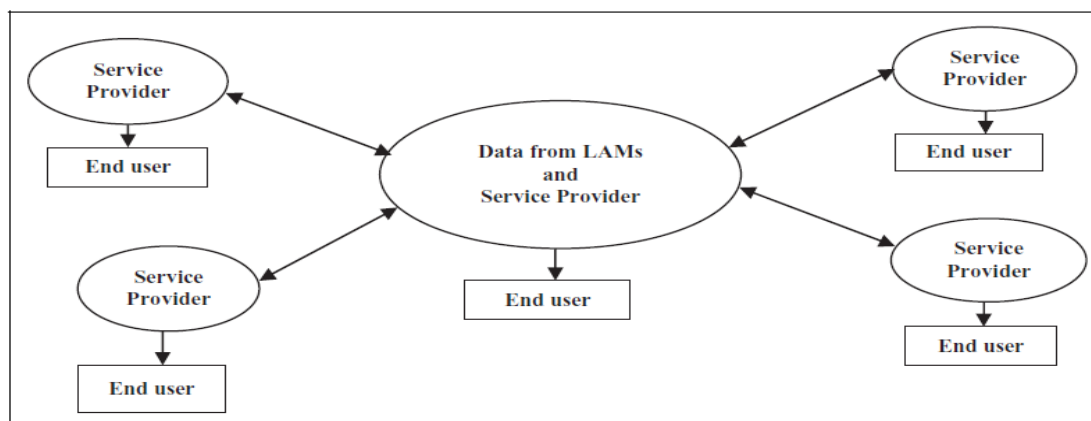 Service
Provider
End user
Service
Provider
End user
Data from LAMs
and
Service Provider
End user
Service
Provider
End user
Service
Provider
End user